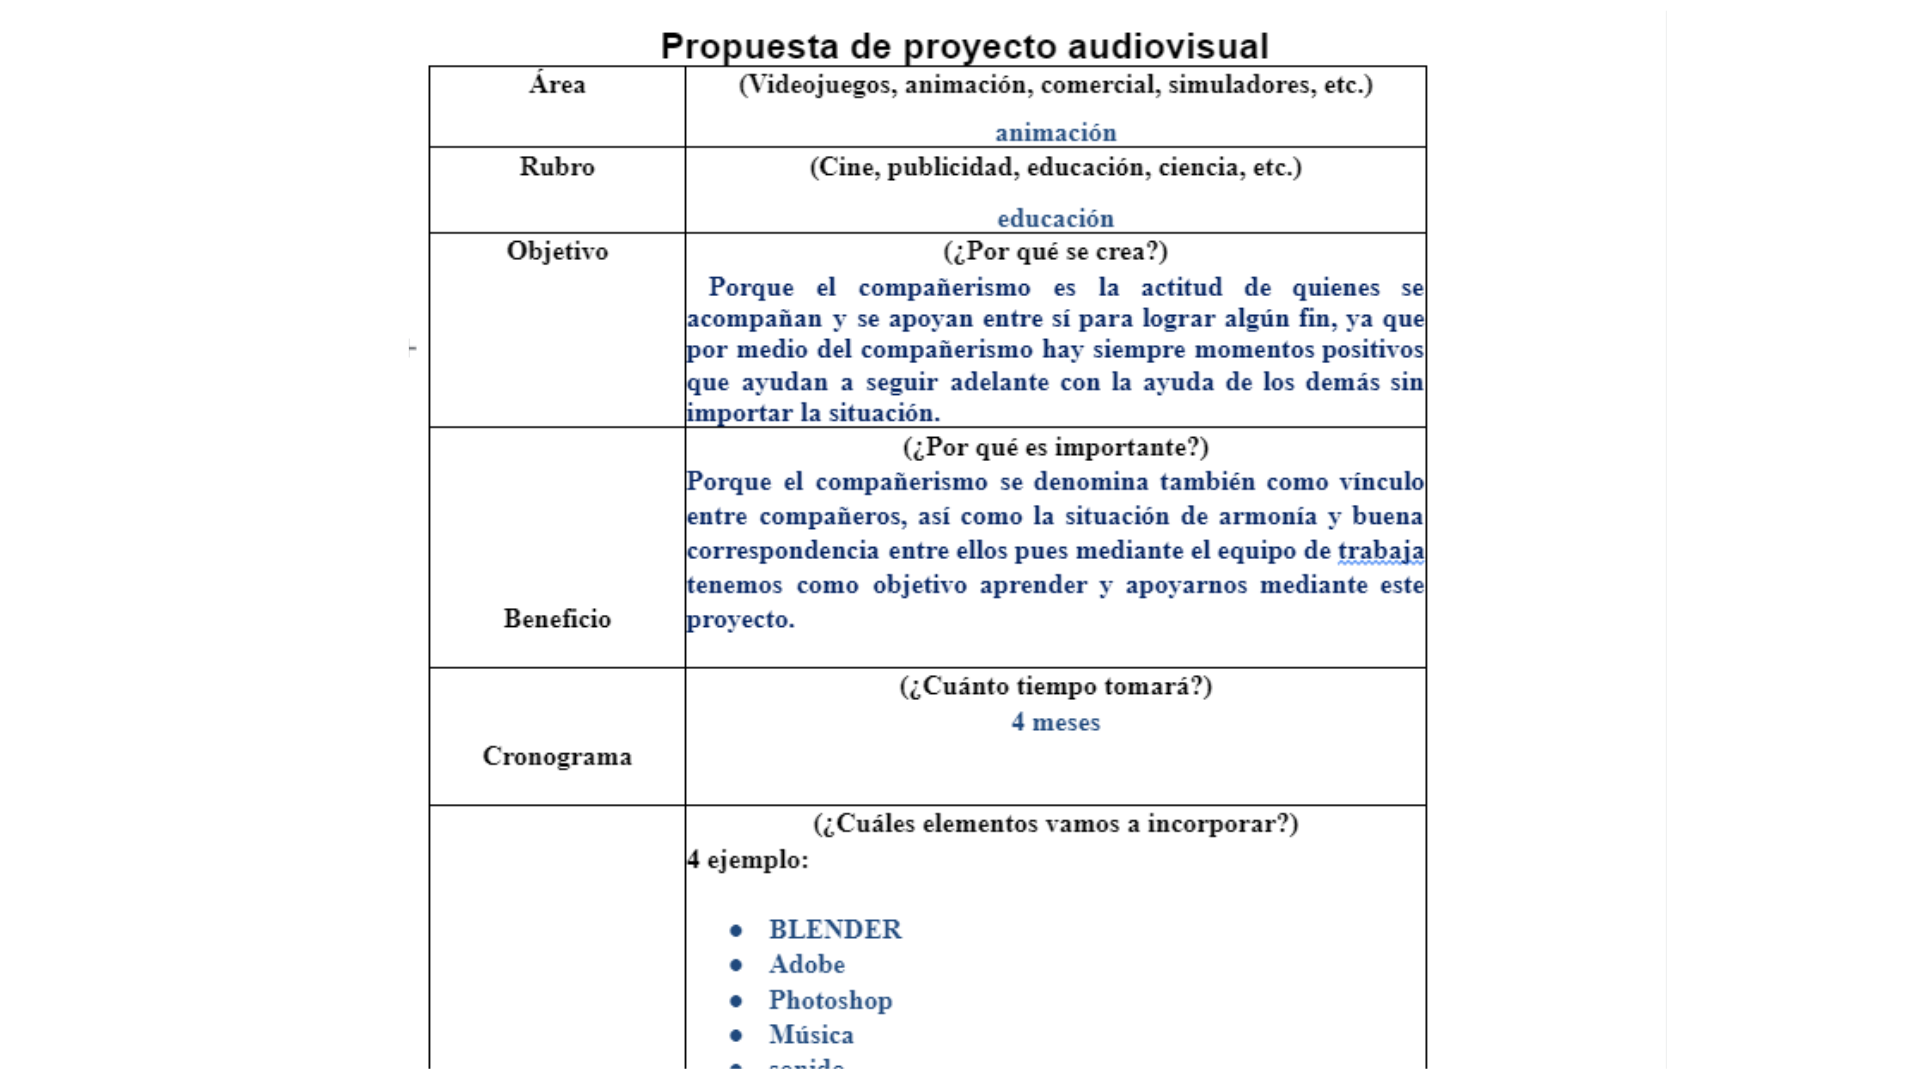 Propuesta de proyecto audiovisual
Área
(Videojuegos, animación, comercial, simuladores, etc.)
animación
Rubro
(Cine, publicidad, educación, ciencia, etc.)
educación
Objetivo
(¿Por qué se crea?)
Porque el compañerismo es la actitud de quienes se
acompañan y se apoyan entre sí para lograr algún fin, ya que
por medio del compañerismo hay siempre momentos positivos
que ayudan a seguir adelante con la ayuda de los demás sin
importar la situación.
Beneficio
(¿Por qué es importante?)
Porque el compañerismo se denomina también como vínculo
entre compañeros, así como la situación de armonía y buena
correspondencia entre ellos pues mediante el equipo de trabaja
tenemos como objetivo aprender y apoyarnos mediante este
proyecto.
Cronograma
(¿Cuánto tiempo tomará?)
4 meses
(¿Cuáles elementos vamos a incorporar?)
4 ejemplo:
● BLENDER
● Adobe
● Photoshop
● Música
● sonido